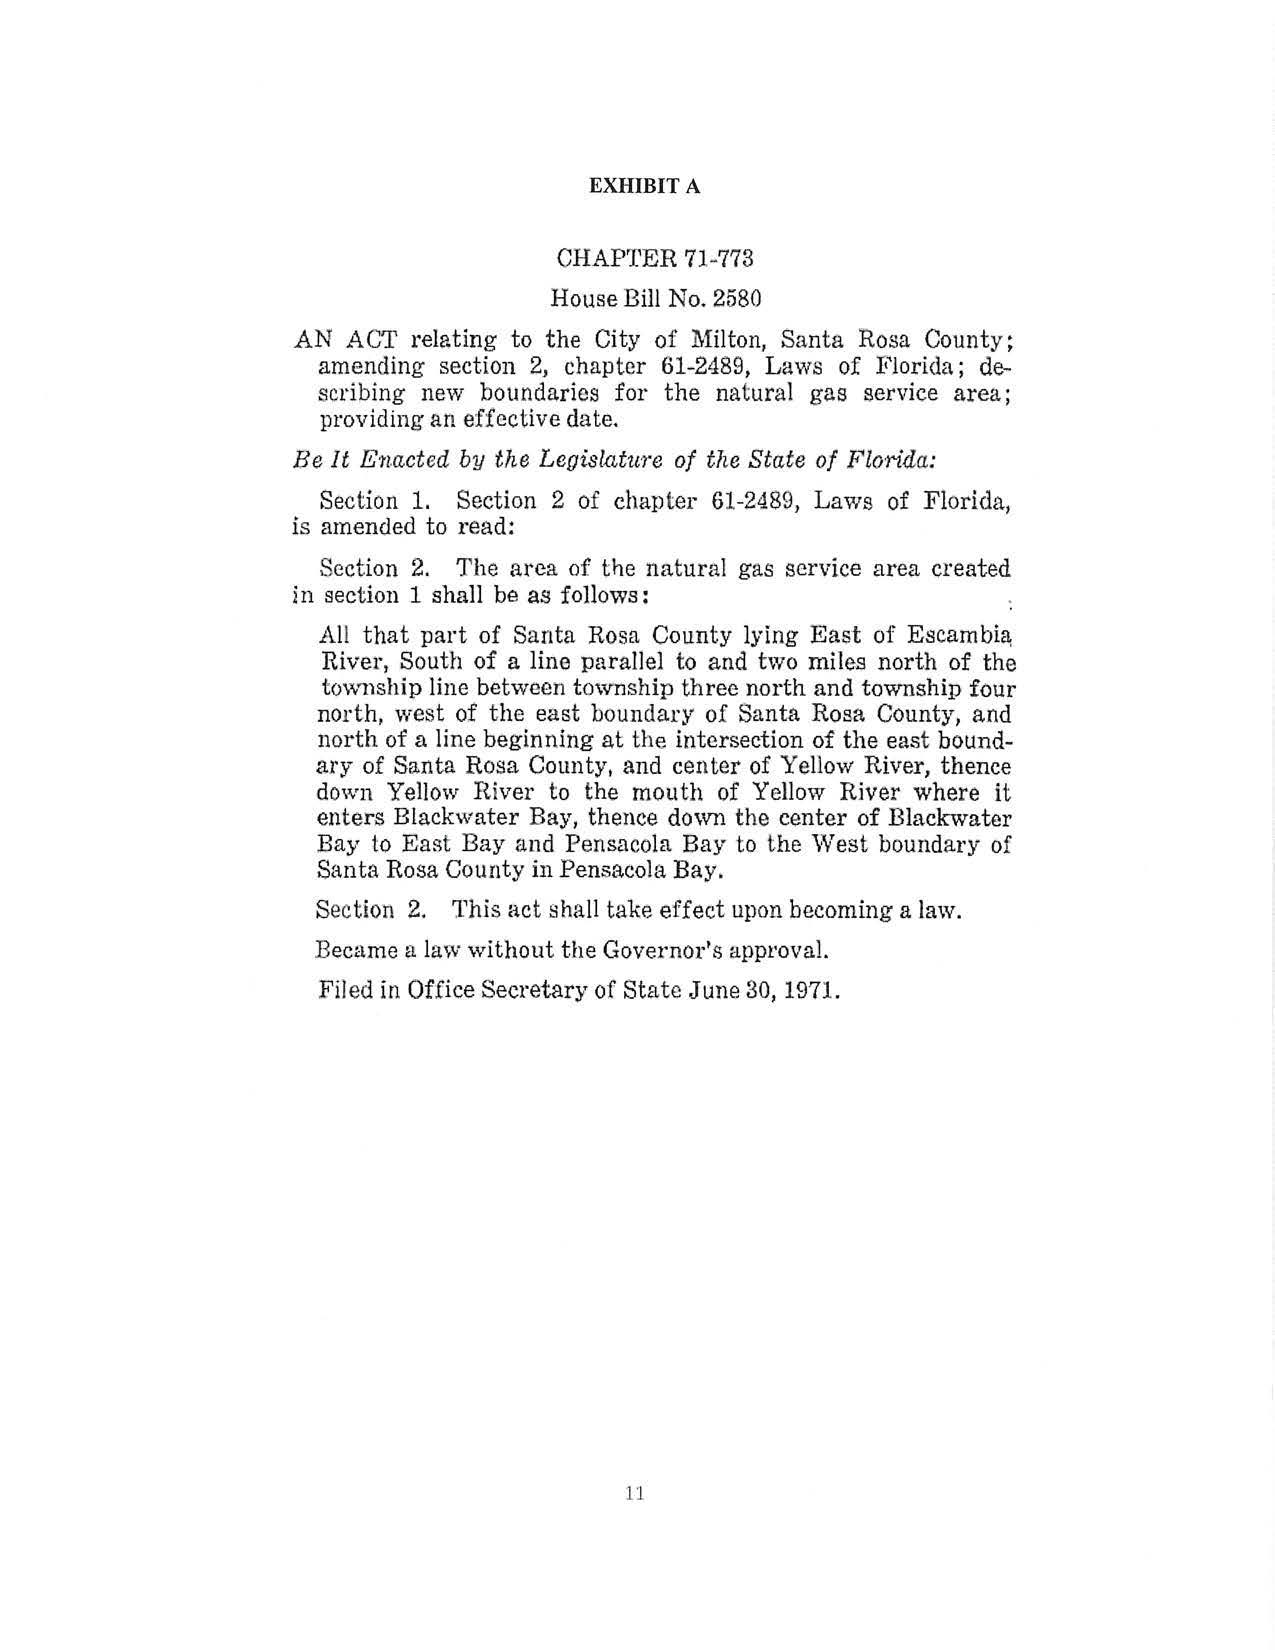 EXHIBIT A
CHAPTER 71-773
House Bill No. 2580
AN ACT relating to the City of Milton, Santa Rosa County;
amending section 2, chapter 61-2489, Laws of Florida; de-
scribing new boundaries for the natural gas service area;
providing an effective date.
Be It Enacted by the Legislature of the State of Florida:
Section 1. Section 2 of chapter 61-2489, Laws of Florida,
is amended to read:
Section 2. The area of the natural gas service area created
in section 1 shall be as follows:
All that part of Santa Rosa County lying East of Escambia
River, South of a line parallel to and two miles north of the
township line between township three north and township four
north, west of the east boundary of Santa Rosa County, and
north of a line beginning at the intersection of the east bound-
ary of Santa Rosa County, and center of Yellow River, thence
down Yellow River to the mouth of Yellow River where it
enters Blackwater Bay, thence down the center of Blackwater
Bay to East Bay and Pensacola Bay to the West boundary of
Santa Rosa County in Pensacola Bay.
Section 2. This act shall take effect upon becoming a law.
Became a law without the Governor's approval.
Filed in Office Secretary of State June 30, 1971.
11